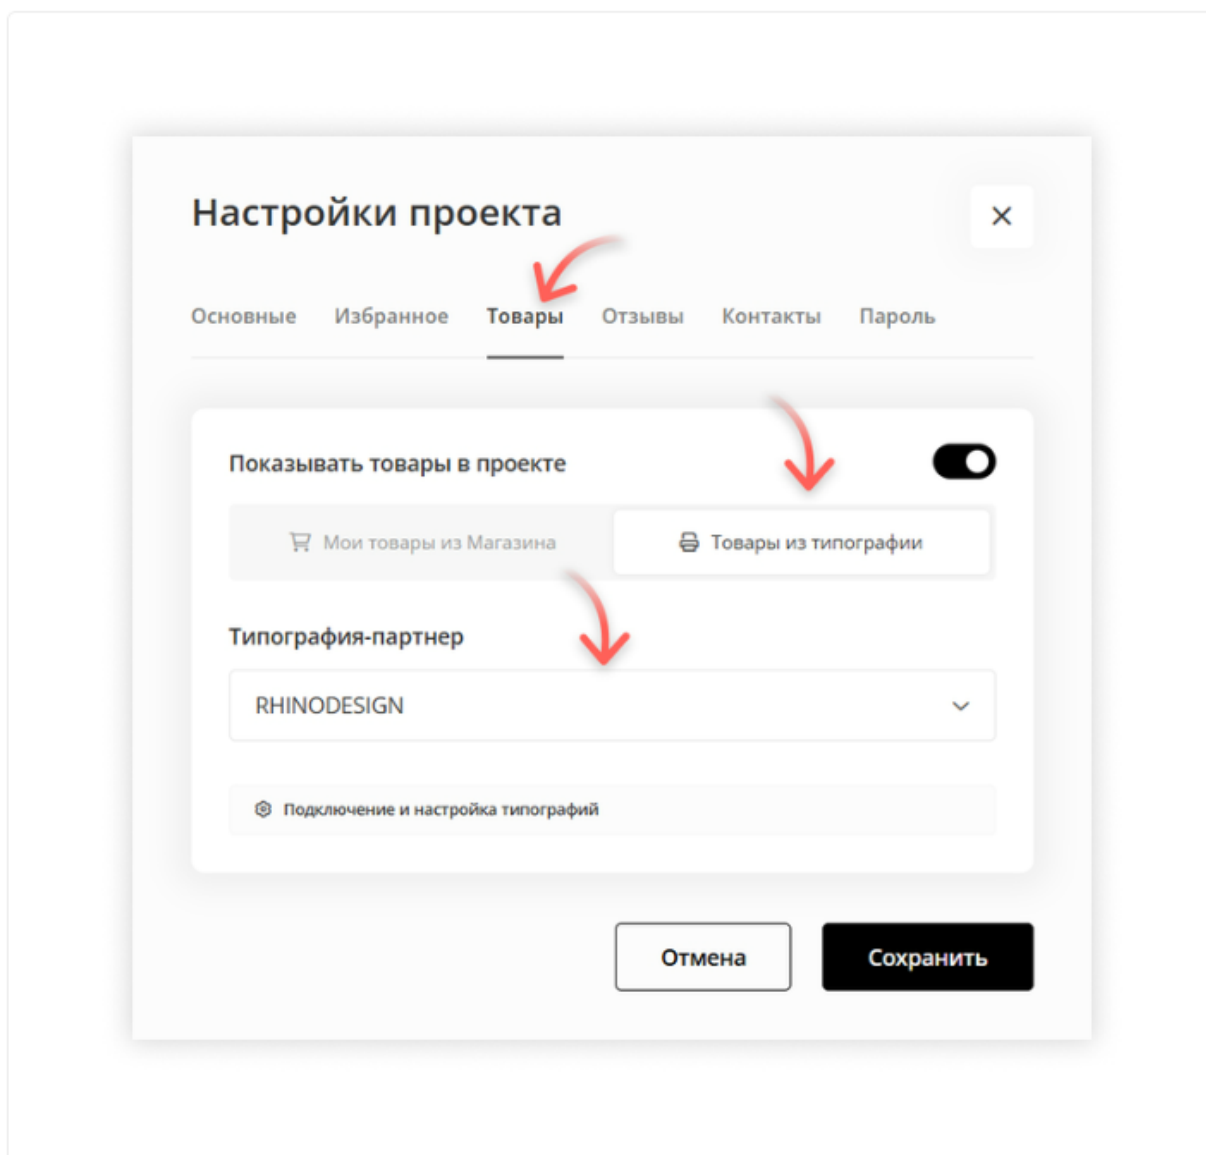 Настройки проекта
Основные Избранное Товары Отзывы Контакты Пароль
Показывать товары в проекте
Мои товары из Магазина Товары из типографии
Типография-партнер
RHINODESIGN
Подключение и настройка типографий
Отмена Сохранить